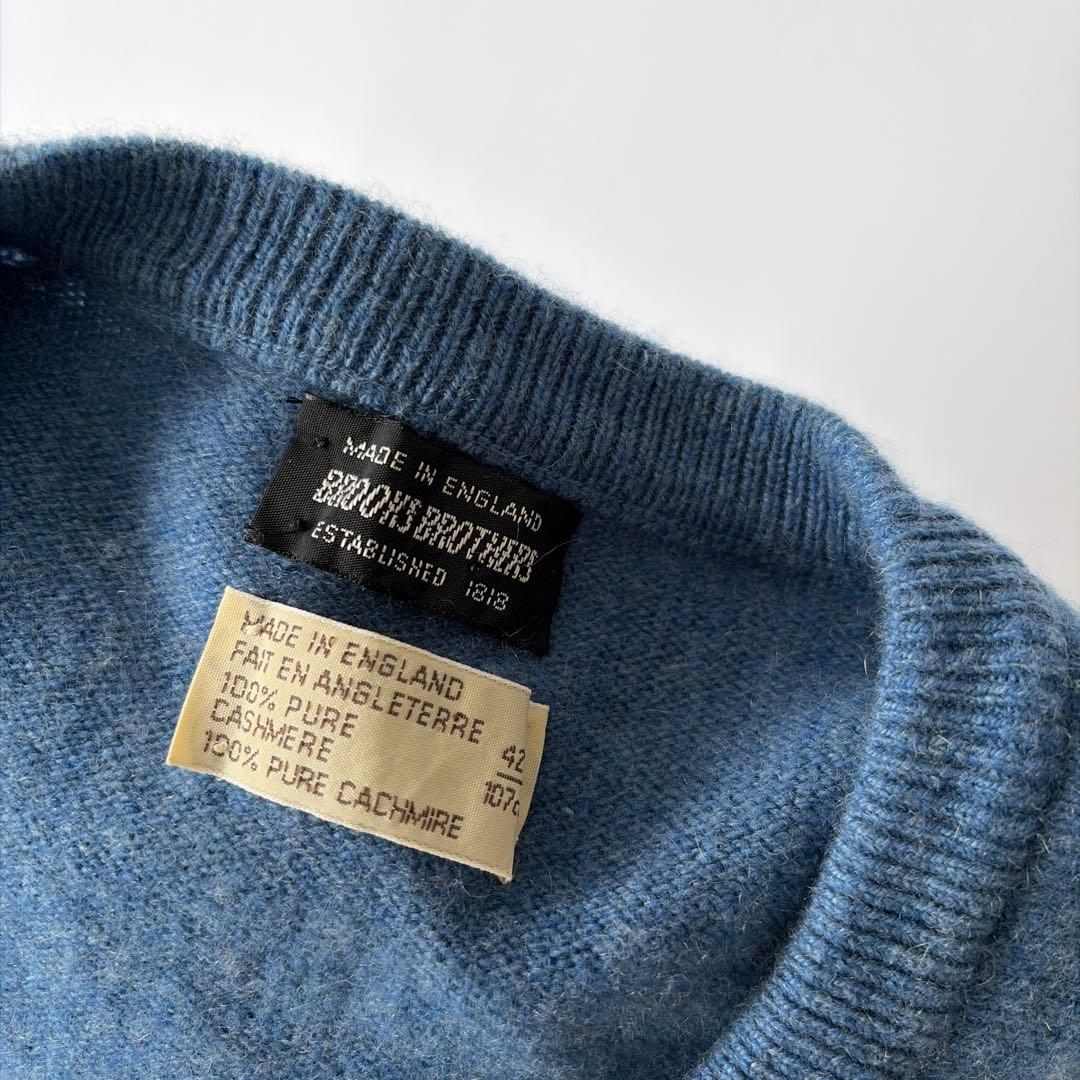 MADE IN ENGLAND
BROOKS BROTHERS
ESTABLISHED 1818
MADE IN ENGLAND
FAIT EN ANGLETERRE
100% PURE
CASHMERE
100% PURE CACHMIRE
42
107c